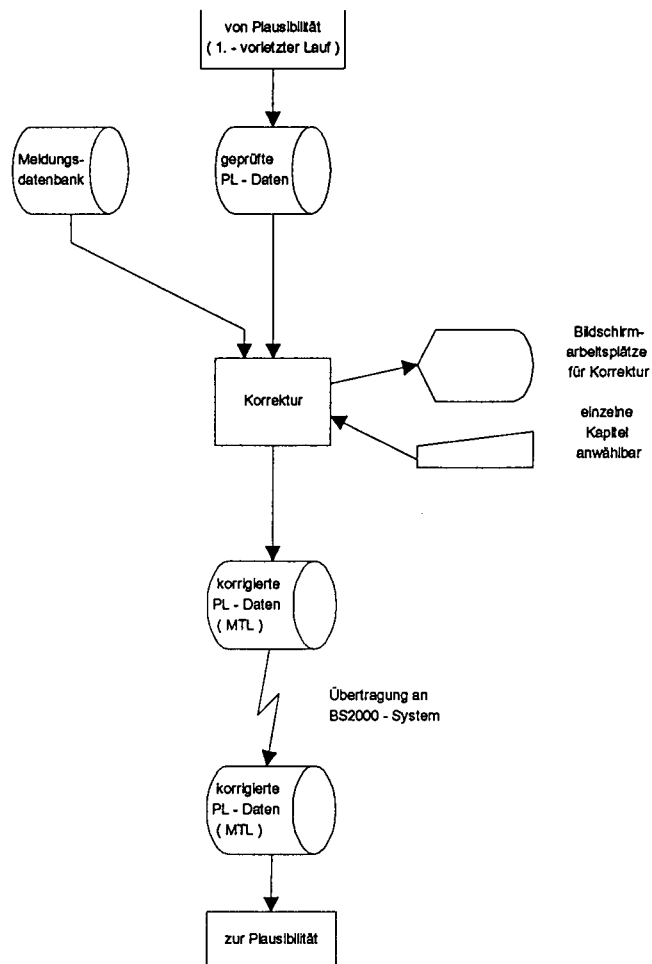 von Plausibilität
( 1. - vorletzter Lauf )
Meldungs-
datenbank
geprüfte
PL - Daten
Bildschirm-
arbeitsplätze
für Korrektur
Korrektur
einzelne
Kapitel
anwählbar
korrigierte
PL - Daten
( MTL )
Übertragung an
BS2000 - System
korrigierte
PL - Daten
( MTL )
zur Plausibilität